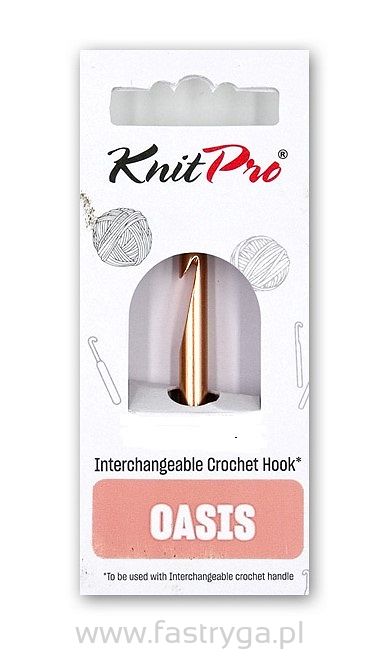 KnitPro®
Interchangeable Crochet Hook*
OASIS
*To be used with Interchangeable crochet handle
www.fastryga.pl